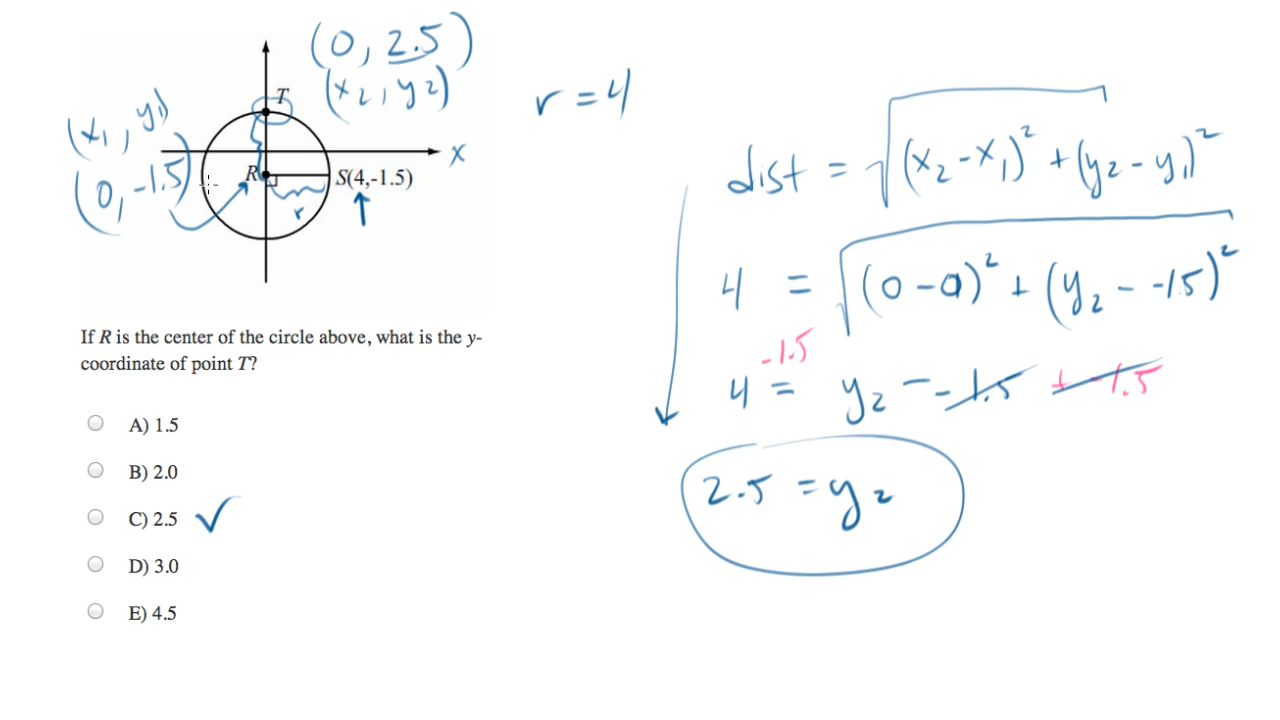 (0, 2.5)
(x2, y2)
r = 4
T
(x1, y1)
x
(0, -1.5)
R
S(4,-1.5)
r
dist = √(x2 - x1)² + (y2 - y1)²
4 = √(0 - 0)² + (y2 - -1.5)²
-1.5
4 = y2 - -1.5 + -1.5
2.5 = y2
If R is the center of the circle above, what is the y-
coordinate of point T?
A) 1.5
B) 2.0
C) 2.5 ✓
D) 3.0
E) 4.5